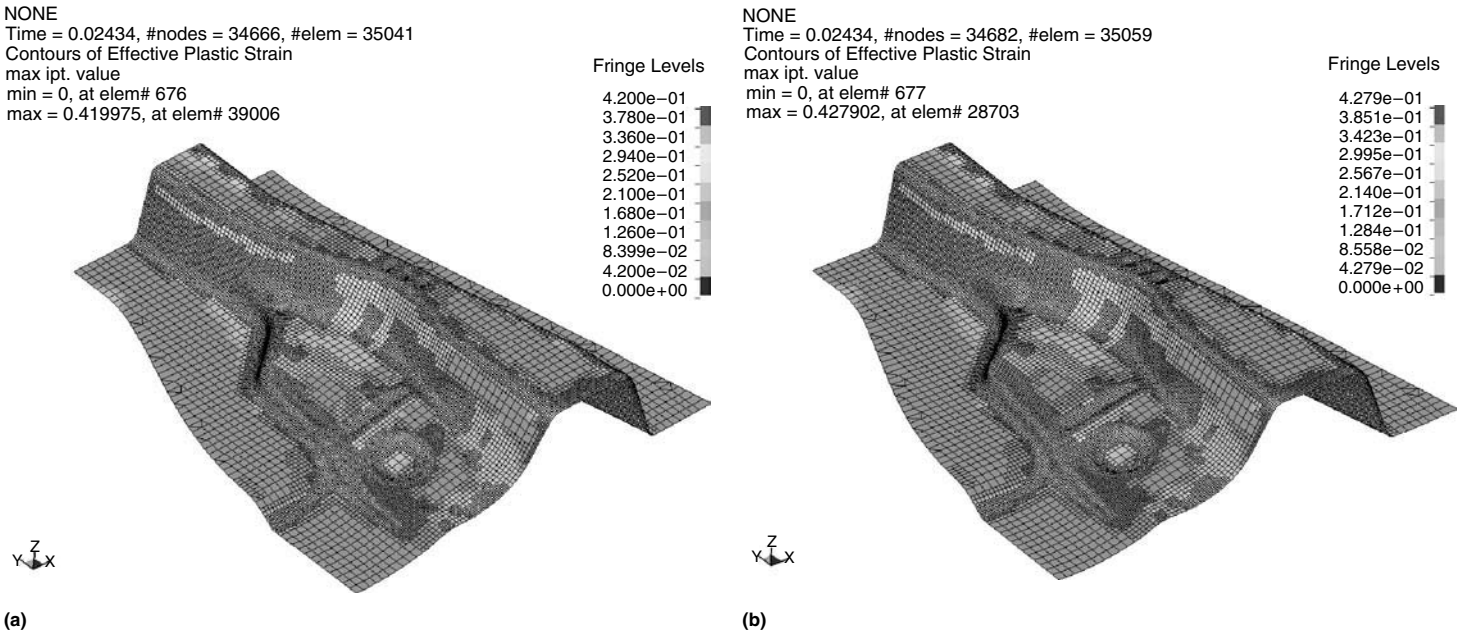 NONE
Time = 0.02434, #nodes = 34666, #elem = 35041
Contours of Effective Plastic Strain
max ipt. value
min = 0, at elem# 676
max = 0.419975, at elem# 39006
Fringe Levels
4.200e−01
3.780e−01
3.360e−01
2.940e−01
2.520e−01
2.100e−01
1.680e−01
1.260e−01
8.399e−02
4.200e−02
0.000e+00
Z
Y X
(a)
NONE
Time = 0.02434, #nodes = 34682, #elem = 35059
Contours of Effective Plastic Strain
max ipt. value
min = 0, at elem# 677
max = 0.427902, at elem# 28703
Fringe Levels
4.279e−01
3.851e−01
3.423e−01
2.995e−01
2.567e−01
2.140e−01
1.712e−01
1.284e−01
8.558e−02
4.279e−02
0.000e+00
Z
Y X
(b)